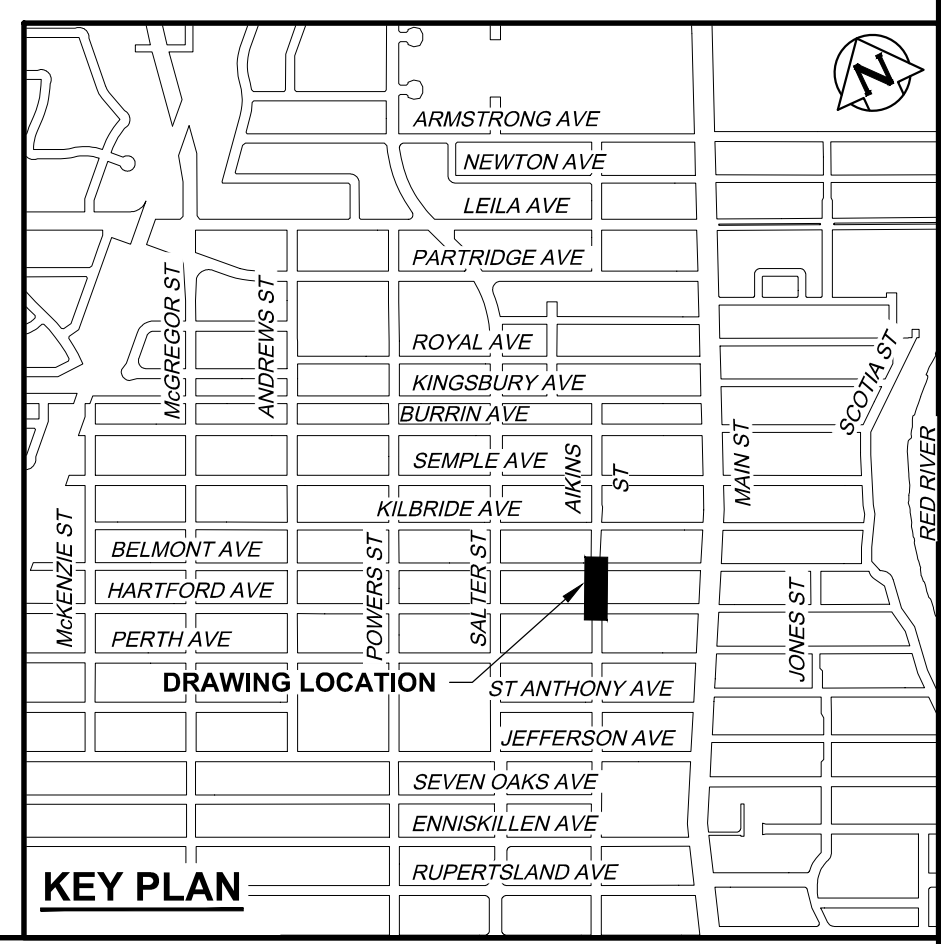 N
ARMSTRONG AVE
NEWTON AVE
LEILA AVE
PARTRIDGE AVE
McGREGOR ST
ANDREWS ST
ROYAL AVE
KINGSBURY AVE
BURRIN AVE
SCOTIA ST
SEMPLE AVE
AIKINS
ST
MAIN ST
RED RIVER
KILBRIDE AVE
McKENZIE ST
BELMONT AVE
POWERS ST
SALTER ST
HARTFORD AVE
JONES ST
PERTH AVE
DRAWING LOCATION
ST ANTHONY AVE
JEFFERSON AVE
SEVEN OAKS AVE
ENNISKILLEN AVE
RUPERTSLAND AVE
KEY PLAN